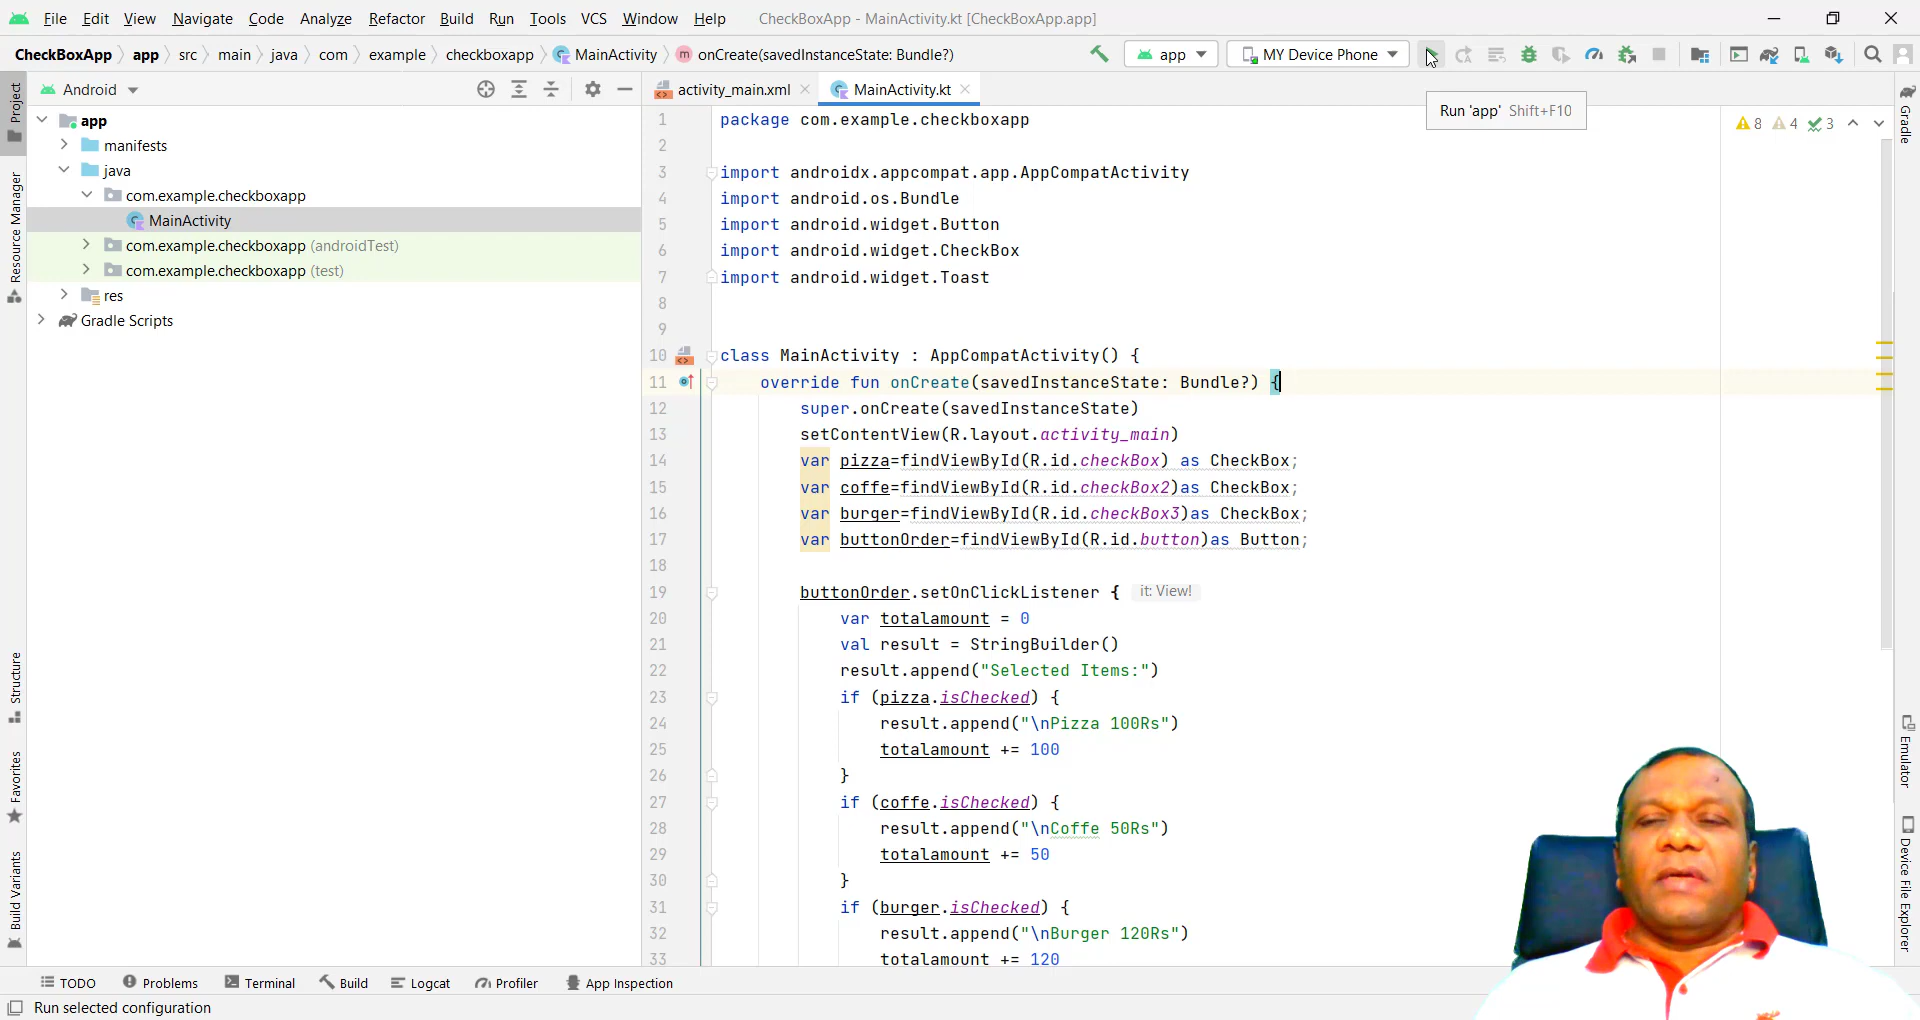 File Edit View Navigate Code Analyze Refactor Build Run Tools VCS Window Help CheckBoxApp - MainActivity.kt [CheckBoxApp.app]
CheckBoxApp app src main java com example checkboxapp MainActivity onCreate(savedInstanceState: Bundle?) app MY Device Phone
Run 'app' Shift+F10
Android
activity_main.xml MainActivity.kt
8 4 3
app
manifests
java
com.example.checkboxapp
MainActivity
com.example.checkboxapp (androidTest)
com.example.checkboxapp (test)
res
Gradle Scripts
Project
Resource Manager
Structure
Favorites
Build Variants
1 package com.example.checkboxapp
2
3 import androidx.appcompat.app.AppCompatActivity
4 import android.os.Bundle
5 import android.widget.Button
6 import android.widget.CheckBox
7 import android.widget.Toast
8
9
10 class MainActivity : AppCompatActivity() {
11 override fun onCreate(savedInstanceState: Bundle?) {
12 super.onCreate(savedInstanceState)
13 setContentView(R.layout.activity_main)
14 var pizza=findViewById(R.id.checkBox) as CheckBox;
15 var coffe=findViewById(R.id.checkBox2)as CheckBox;
16 var burger=findViewById(R.id.checkBox3)as CheckBox;
17 var buttonOrder=findViewById(R.id.button)as Button;
18
19 buttonOrder.setOnClickListener { it: View!
20 var totalamount = 0
21 val result = StringBuilder()
22 result.append("Selected Items:")
23 if (pizza.isChecked) {
24 result.append("\nPizza 100Rs")
25 totalamount += 100
26 }
27 if (coffe.isChecked) {
28 result.append("\nCoffe 50Rs")
29 totalamount += 50
30 }
31 if (burger.isChecked) {
32 result.append("\nBurger 120Rs")
33 totalamount += 120
Gradle
Emulator
Device File Explorer
TODO Problems Terminal Build Logcat Profiler App Inspection
Run selected configuration